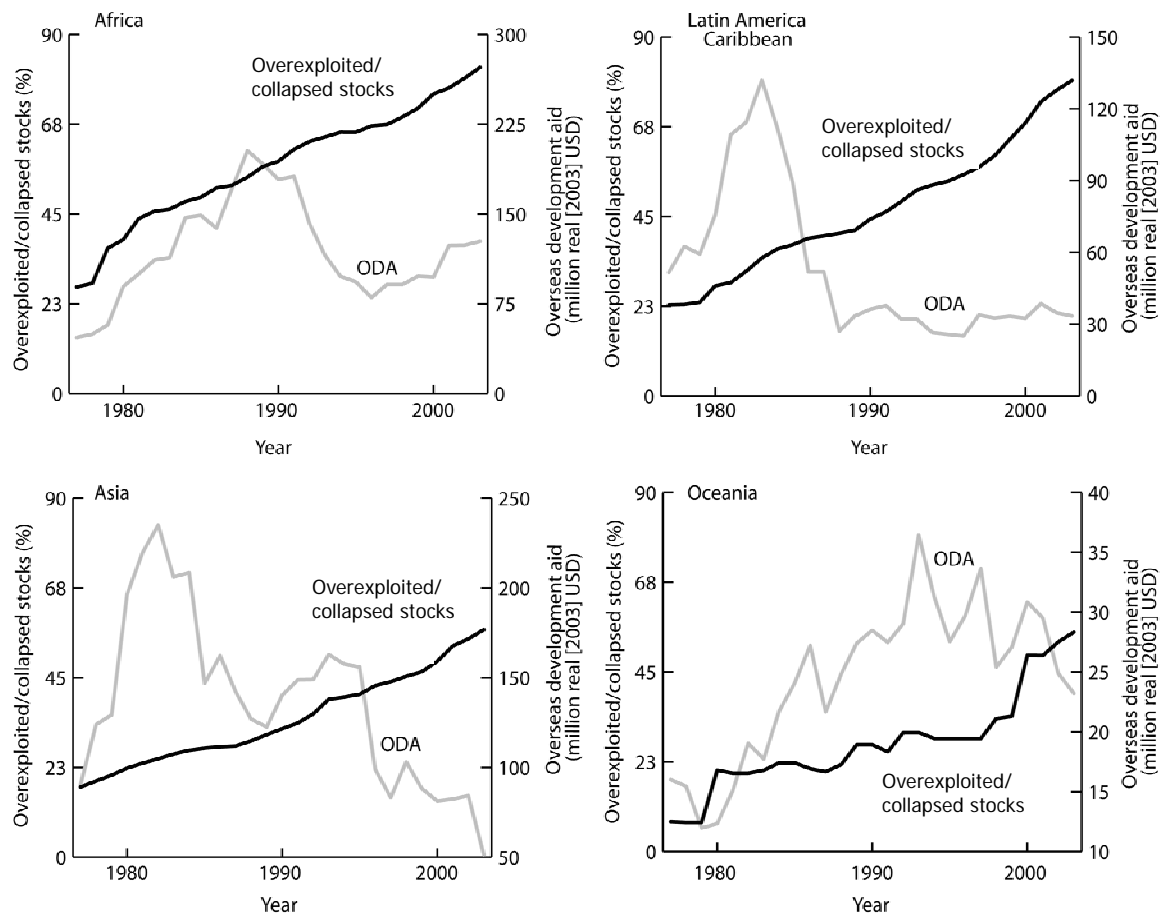 Africa
Overexploited/collapsed stocks (%)
90
68
45
23
0
Overexploited/
collapsed stocks
ODA
300
225
150
75
0
Overseas development aid
(million real [2003] USD)
1980
1990
2000
Year
Latin America
Caribbean
Overexploited/collapsed stocks (%)
90
68
45
23
0
Overexploited/
collapsed stocks
ODA
150
120
90
60
30
0
Overseas development aid
(million real [2003] USD)
1980
1990
2000
Year
Asia
Overexploited/collapsed stocks (%)
90
68
45
23
0
Overexploited/
collapsed stocks
ODA
250
200
150
100
50
Overseas development aid
(million real [2003] USD)
1980
1990
2000
Year
Oceania
Overexploited/collapsed stocks (%)
90
68
45
23
0
ODA
Overexploited/
collapsed stocks
40
35
30
25
20
15
10
Overseas development aid
(million real [2003] USD)
1980
1990
2000
Year